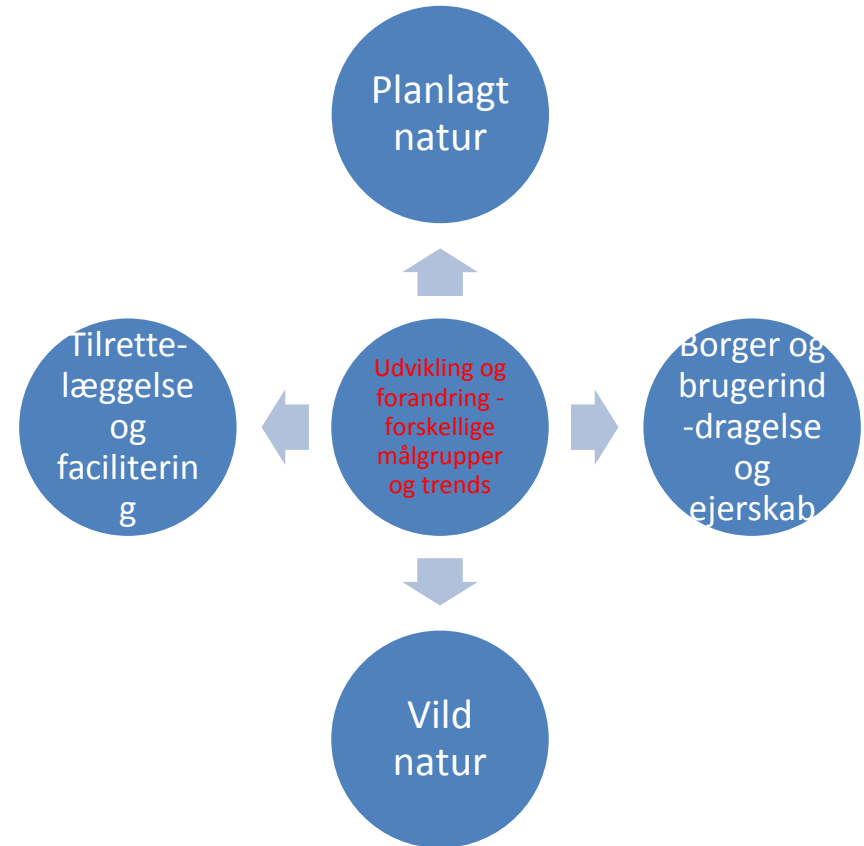 Planlagt
natur
Tilrette-
læggelse
og
faciliterin
g
Udvikling og
forandring -
forskellige
målgrupper
og trends
Borger og
brugerind
-dragelse
og
ejerskab
Vild
natur